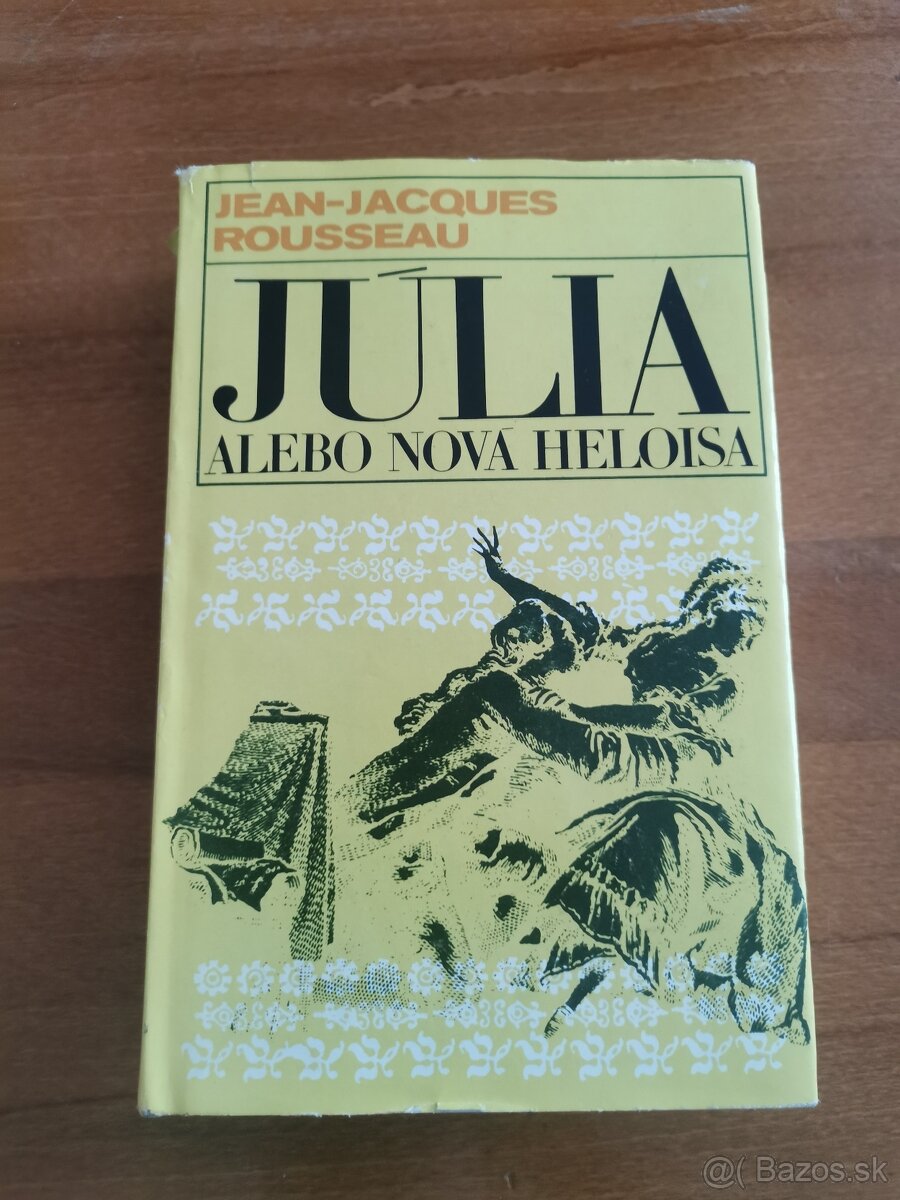 JEAN-JACQUES
ROUSSEAU
JÚLIA
ALEBO NOVÁ HELOISA
@( Bazos.sk